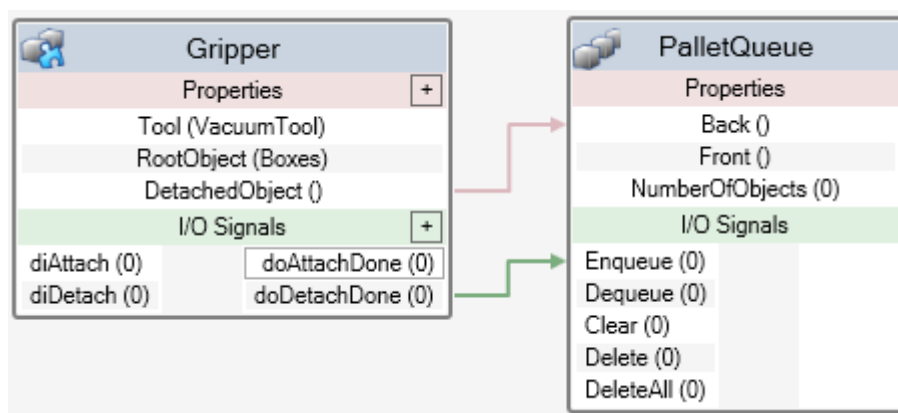 Gripper
Properties +
Tool (VacuumTool)
RootObject (Boxes)
DetachedObject ()
I/O Signals +
diAttach (0) doAttachDone (0)
diDetach (0) doDetachDone (0)
PalletQueue
Properties
Back ()
Front ()
NumberOfObjects (0)
I/O Signals
Enqueue (0)
Dequeue (0)
Clear (0)
Delete (0)
DeleteAll (0)